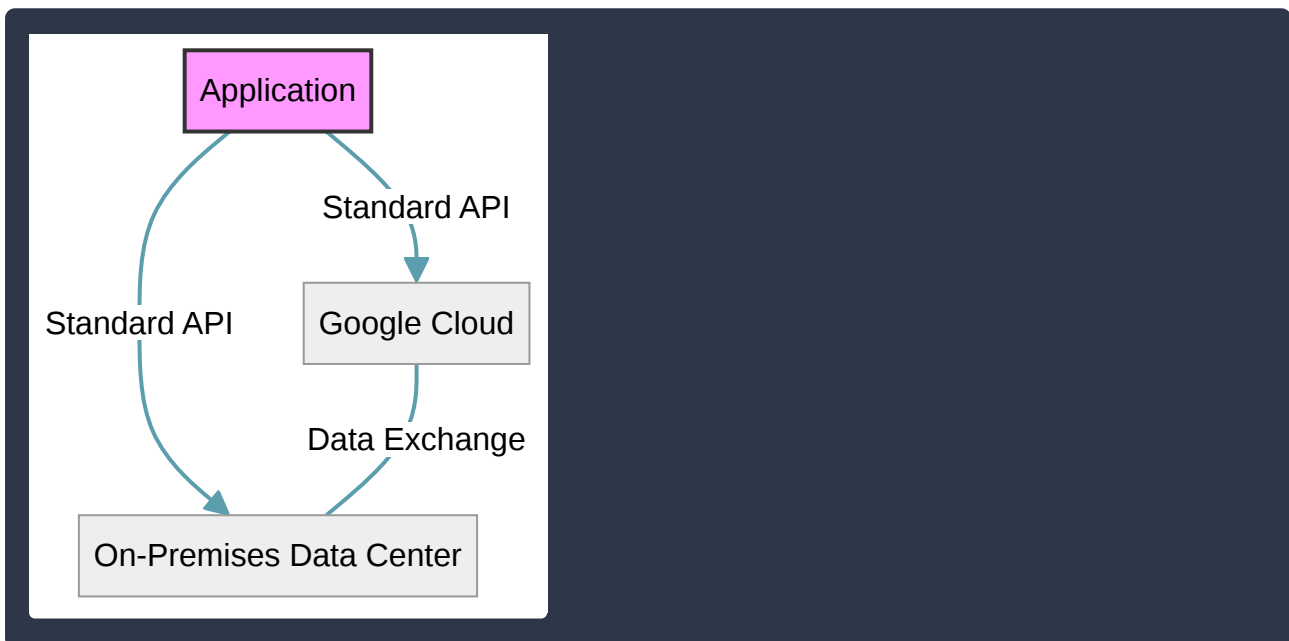 Application
Standard API
Standard API
Google Cloud
Data Exchange
On-Premises Data Center